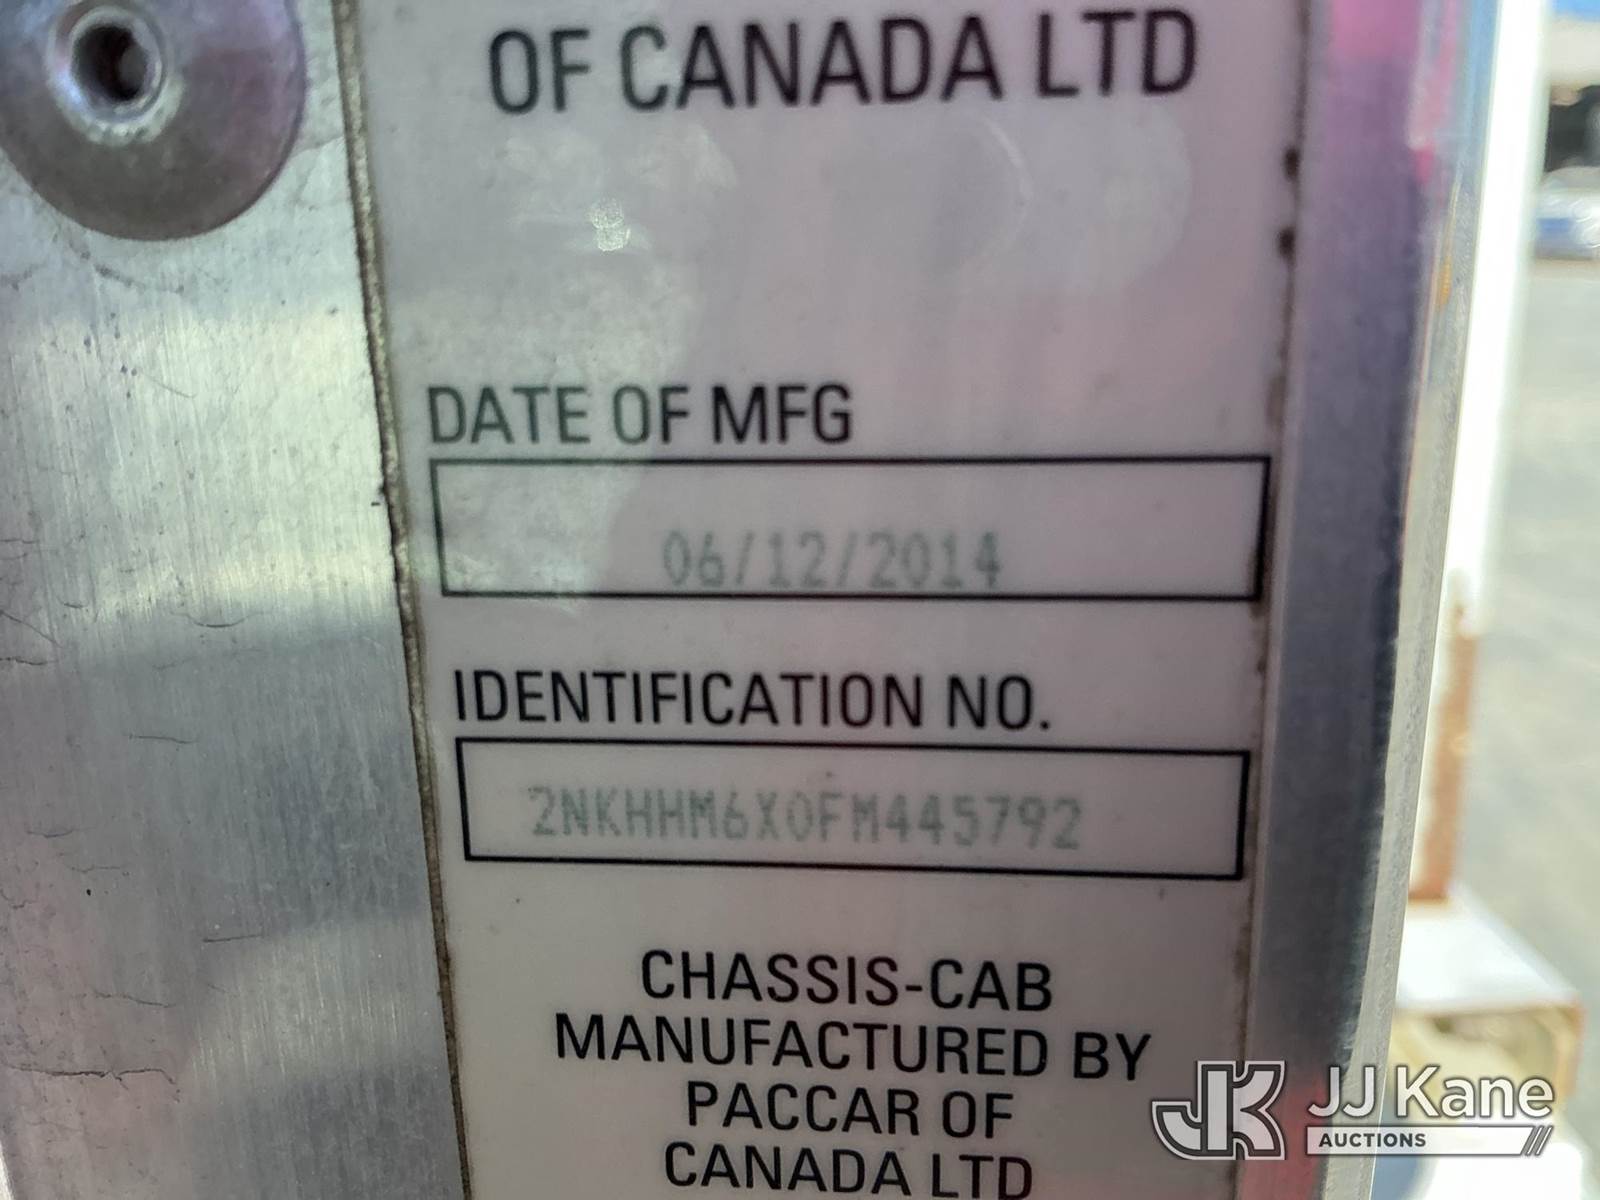 OF CANADA LTD
DATE OF MFG
06/12/2014
IDENTIFICATION NO.
2NKHHM6X0FM445792
CHASSIS-CAB
MANUFACTURED BY
PACCAR OF
CANADA LTD
JK JJ Kane
AUCTIONS